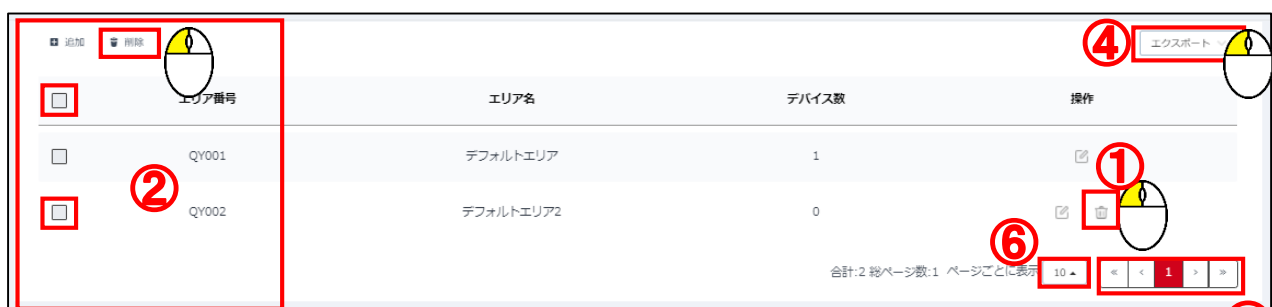 追加 削除 ④ エクスポート
エリア番号 エリア名 デバイス数 操作
QY001 デフォルトエリア 1
①
② QY002 デフォルトエリア2 0
⑥
合計:2 総ページ数:1 ページごとに表示 10 « ‹ 1 › »